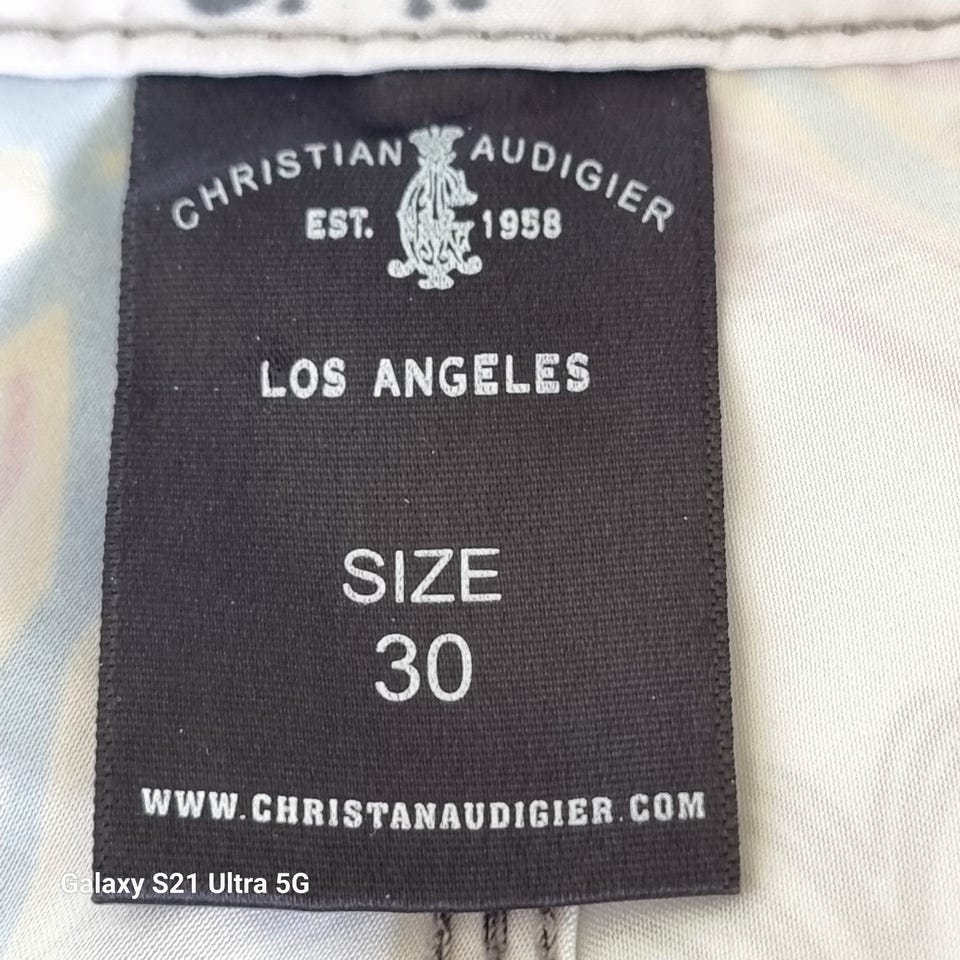 CHRISTIAN AUDIGIER
EST. 1958
LOS ANGELES
SIZE
30
WWW.CHRISTANAUDIGIER.COM
Galaxy S21 Ultra 5G